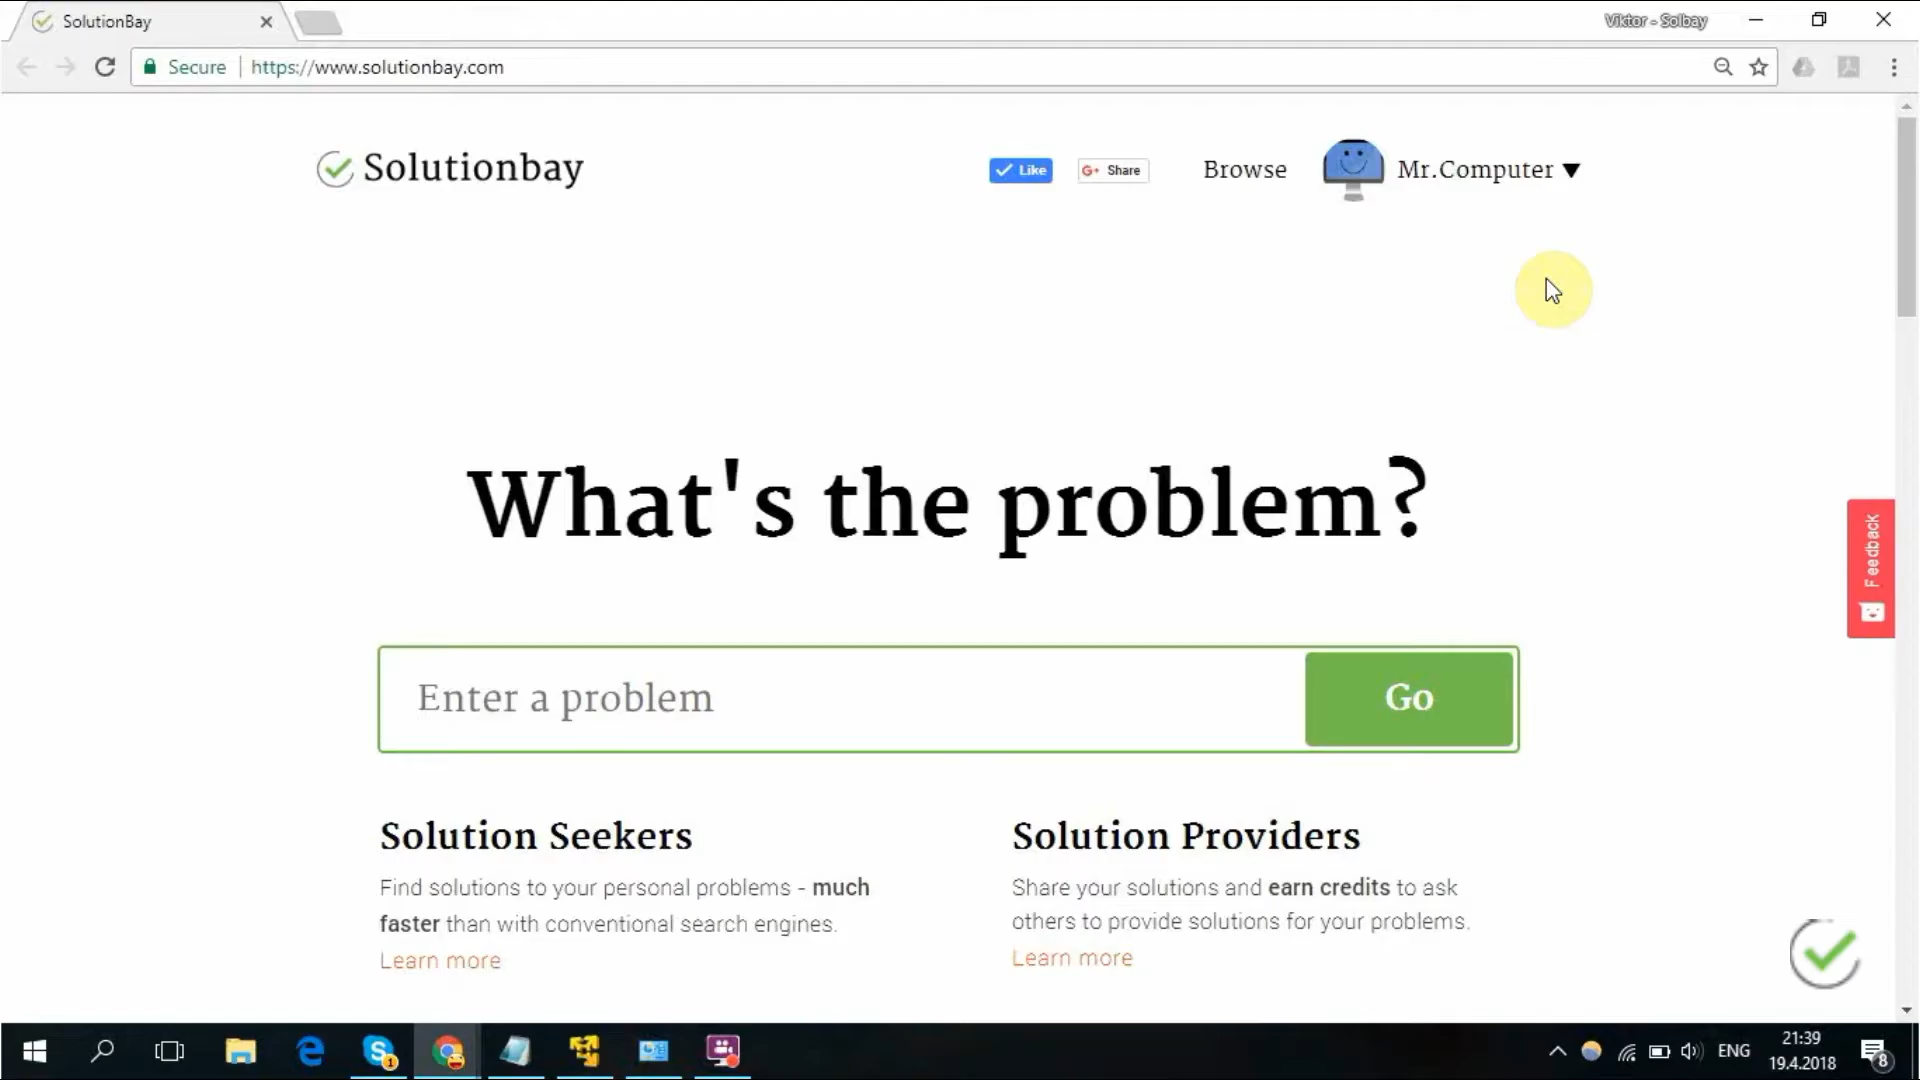 SolutionBay
Viktor - Solbay
Secure
https://www.solutionbay.com
Solutionbay
Like
G+ Share
Browse
Mr.Computer
What's the problem?
Feedback
Enter a problem
Go
Solution Seekers
Find solutions to your personal problems - much
faster than with conventional search engines.
Learn more
Solution Providers
Share your solutions and earn credits to ask
others to provide solutions for your problems.
Learn more
1
ENG
21:39
19.4.2018
8